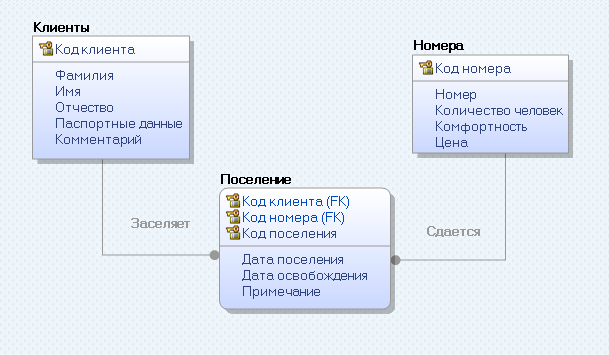 Клиенты
Код клиента
Фамилия
Имя
Отчество
Паспортные данные
Комментарий
Номера
Код номера
Номер
Количество человек
Комфортность
Цена
Заселяет
Сдается
Поселение
Код клиента (FK)
Код номера (FK)
Код поселения
Дата поселения
Дата освобождения
Примечание